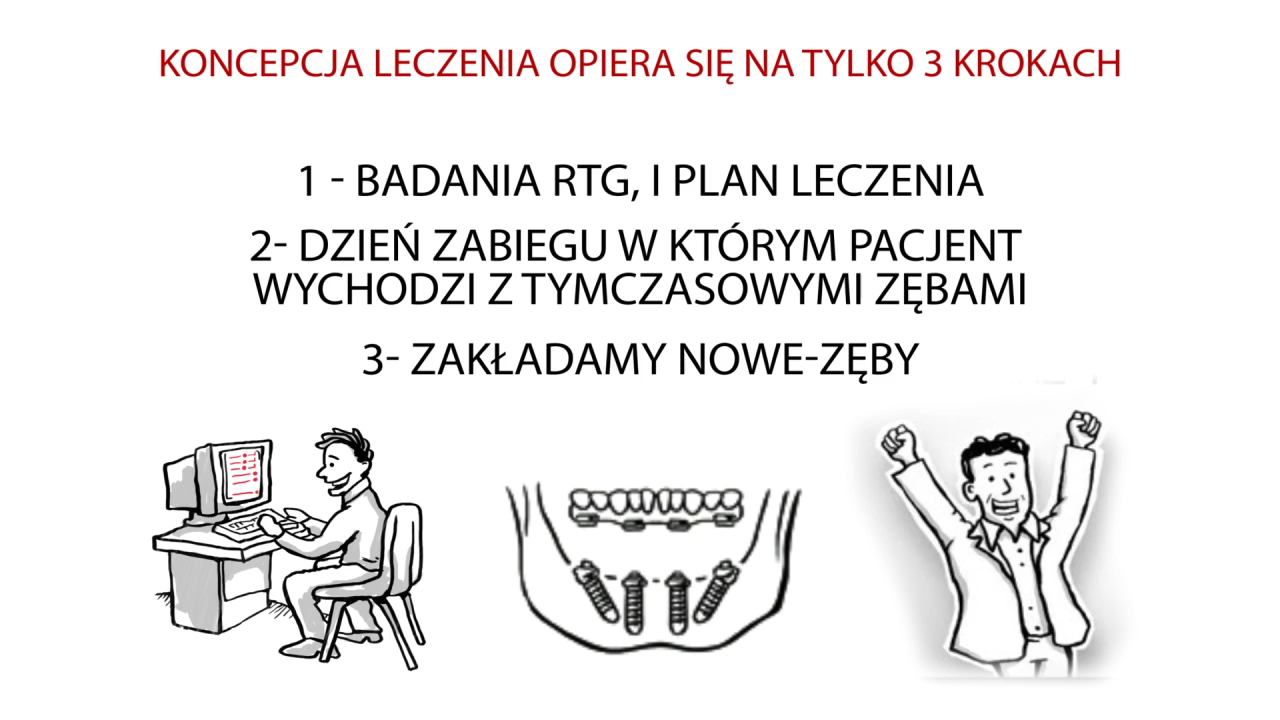 KONCEPCJA LECZENIA OPIERA SIĘ NA TYLKO 3 KROKACH
1 - BADANIA RTG, I PLAN LECZENIA
2- DZIEŃ ZABIEGU W KTÓRYM PACJENT
WYCHODZI Z TYMCZASOWYMI ZĘBAMI
3- ZAKŁADAMY NOWE-ZĘBY